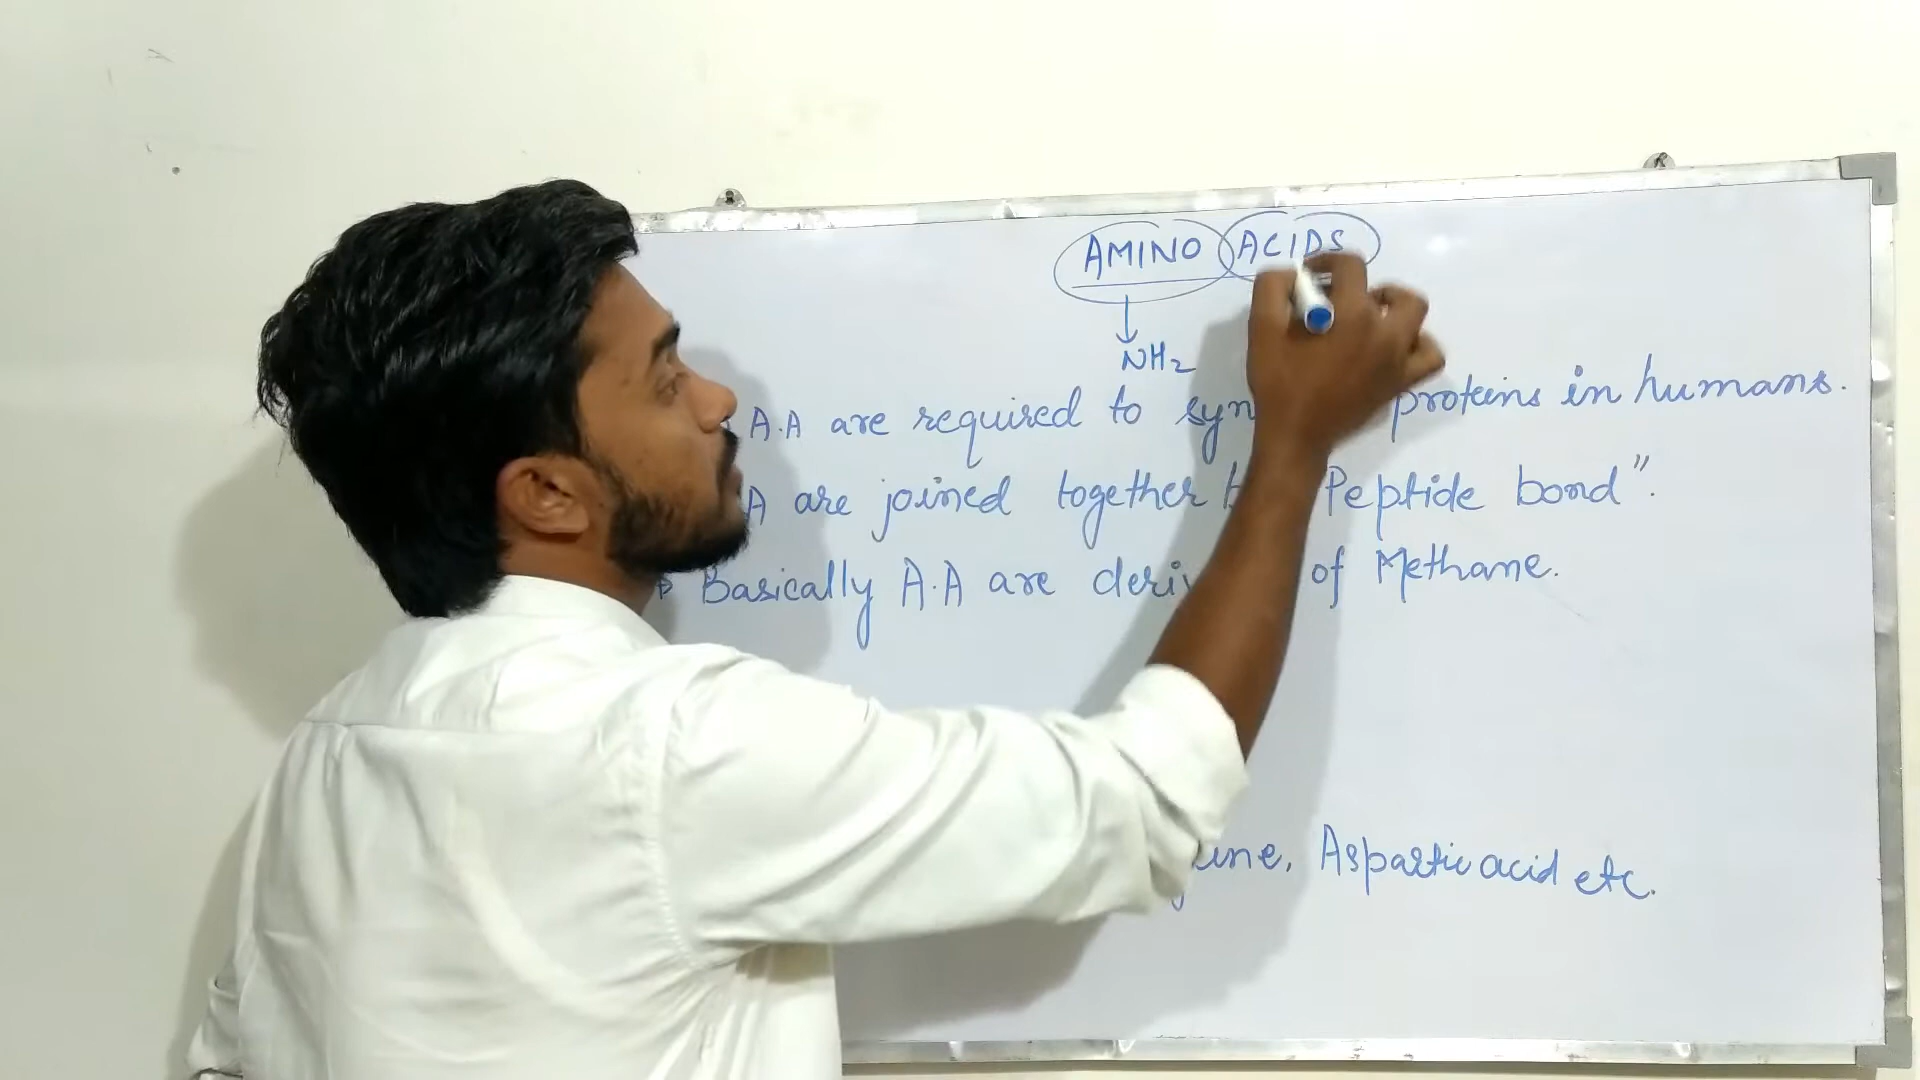 AMINO ACIDS
NH2
A.A are required to syn proteins in humans.
A are joined together "Peptide bond".
Basically A.A are deri of Methane.
ine, Aspartic acid etc.